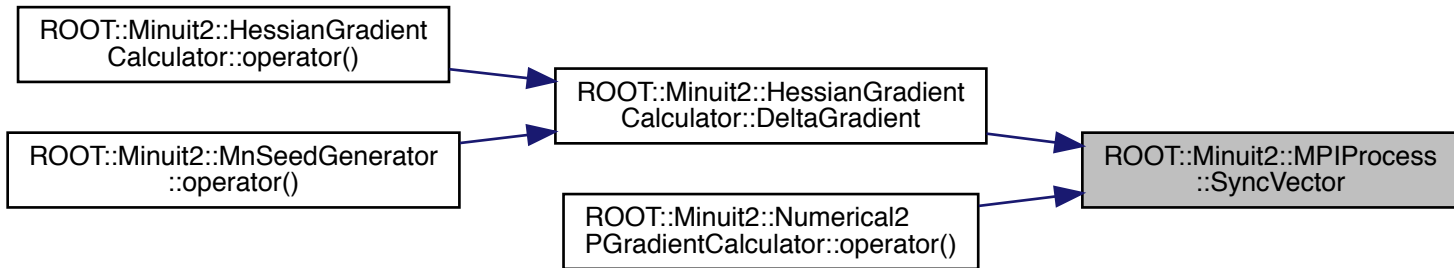 ROOT::Minuit2::HessianGradient
Calculator::operator()
ROOT::Minuit2::MnSeedGenerator
::operator()
ROOT::Minuit2::HessianGradient
Calculator::DeltaGradient
ROOT::Minuit2::Numerical2
PGradientCalculator::operator()
ROOT::Minuit2::MPIProcess
::SyncVector